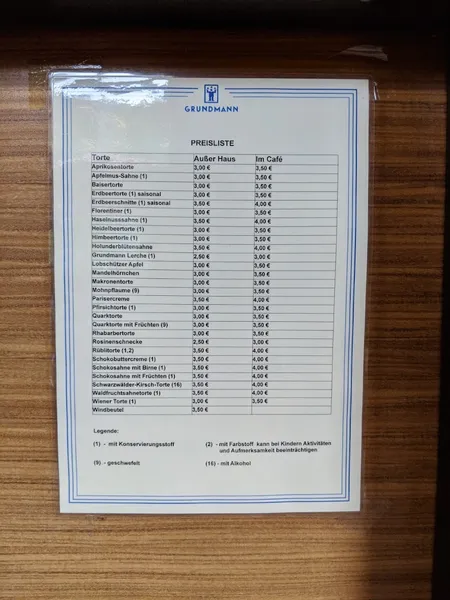 GRUNDMANN
PREISLISTE
Torte Außer Haus Im Café
Aprikosentorte 3,00 € 3,50 €
Apfelmus-Sahne (1) 3,00 € 3,50 €
Baisertorte 3,00 € 3,50 €
Erdbeertorte (1) saisonal 3,00 € 3,50 €
Erdbeerschnitte (1) saisonal 3,50 € 4,00 €
Florentiner (1) 3,00 € 3,50 €
Haselnusssahne (1) 3,50 € 4,00 €
Heidelbeertorte (1) 3,00 € 3,50 €
Himbeertorte (1) 3,00 € 3,50 €
Holunderblütensahne 3,50 € 4,00 €
Grundmann Lerche (1) 2,50 € 3,00 €
Lobschützer Apfel 3,00 € 3,50 €
Mandelhörnchen 3,00 € 3,50 €
Makronentorte 3,00 € 3,50 €
Mohnpflaume (9) 3,00 € 3,50 €
Parisercreme 3,50 € 4,00 €
Pfirsichtorte (1) 3,00 € 3,50 €
Quarktorte 3,00 € 3,50 €
Quarktorte mit Früchten (9) 3,00 € 3,50 €
Rhabarbertorte 3,00 € 3,50 €
Rosinenschnecke 2,50 € 3,00 €
Rüblitorte (1,2) 3,50 € 4,00 €
Schokobuttercreme (1) 3,50 € 4,00 €
Schokosahne mit Birne (1) 3,50 € 4,00 €
Schokosahne mit Früchten (1) 3,50 € 4,00 €
Schwarzwälder-Kirsch-Torte (16) 3,50 € 4,00 €
Waldfruchtsahnetorte (1) 3,50 € 4,00 €
Wiener Torte (1) 3,00 € 3,50 €
Windbeutel 3,50 €
Legende:
(1) - mit Konservierungsstoff (2) - mit Farbstoff kann bei Kindern Aktivitäten
und Aufmerksamkeit beeinträchtigen
(9) - geschwefelt (16) - mit Alkohol